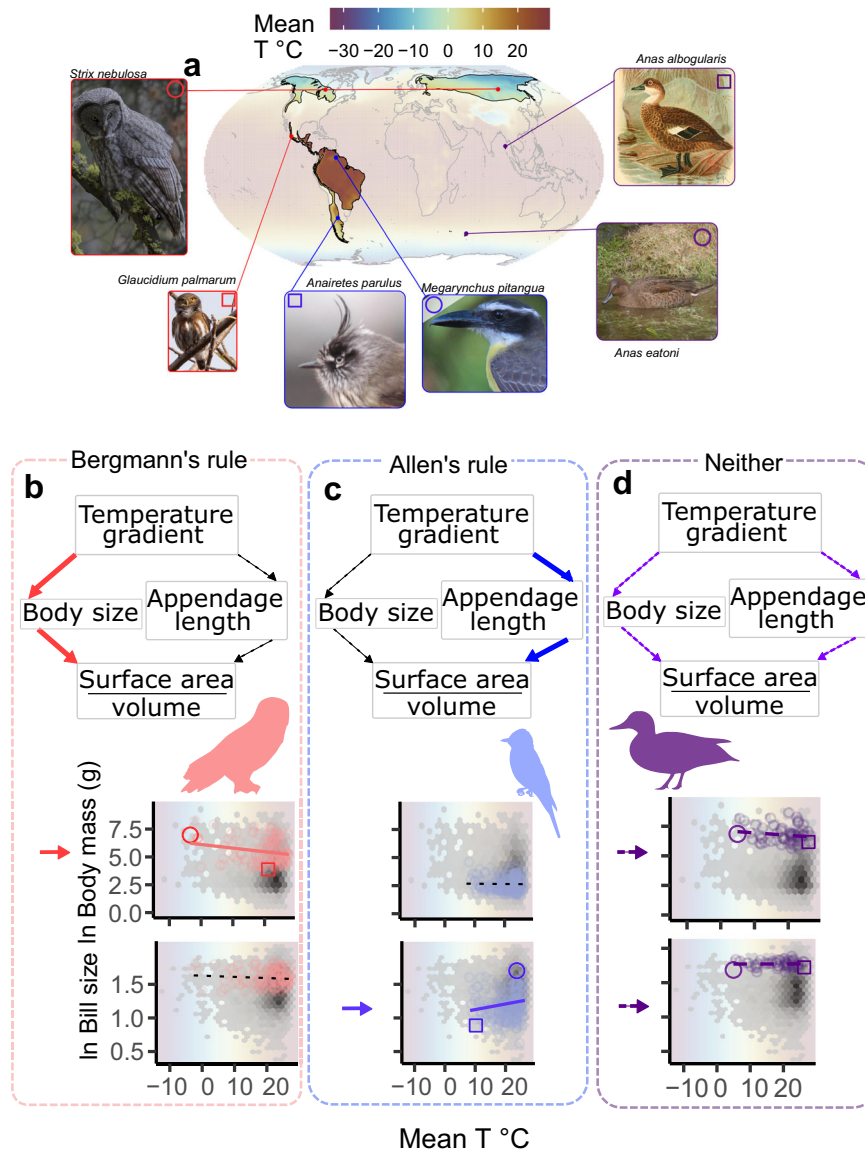 Mean
T °C
−30 −20 −10 0 10 20
a
Strix nebulosa
Anas albogularis
Glaucidium palmarum
Anairetes parulus
Megarynchus pitangua
Anas eatoni
Bergmann's rule
b
Temperature
gradient
Body size
Appendage
length
Surface area
volume
Allen's rule
c
Temperature
gradient
Body size
Appendage
length
Surface area
volume
Neither
d
Temperature
gradient
Body size
Appendage
length
Surface area
volume
ln Body mass (g)
7.5
5.0
2.5
0.0
ln Bill size
1.5
1.0
0.5
−10 0 10 20
−10 0 10 20
−10 0 10 20
Mean T °C